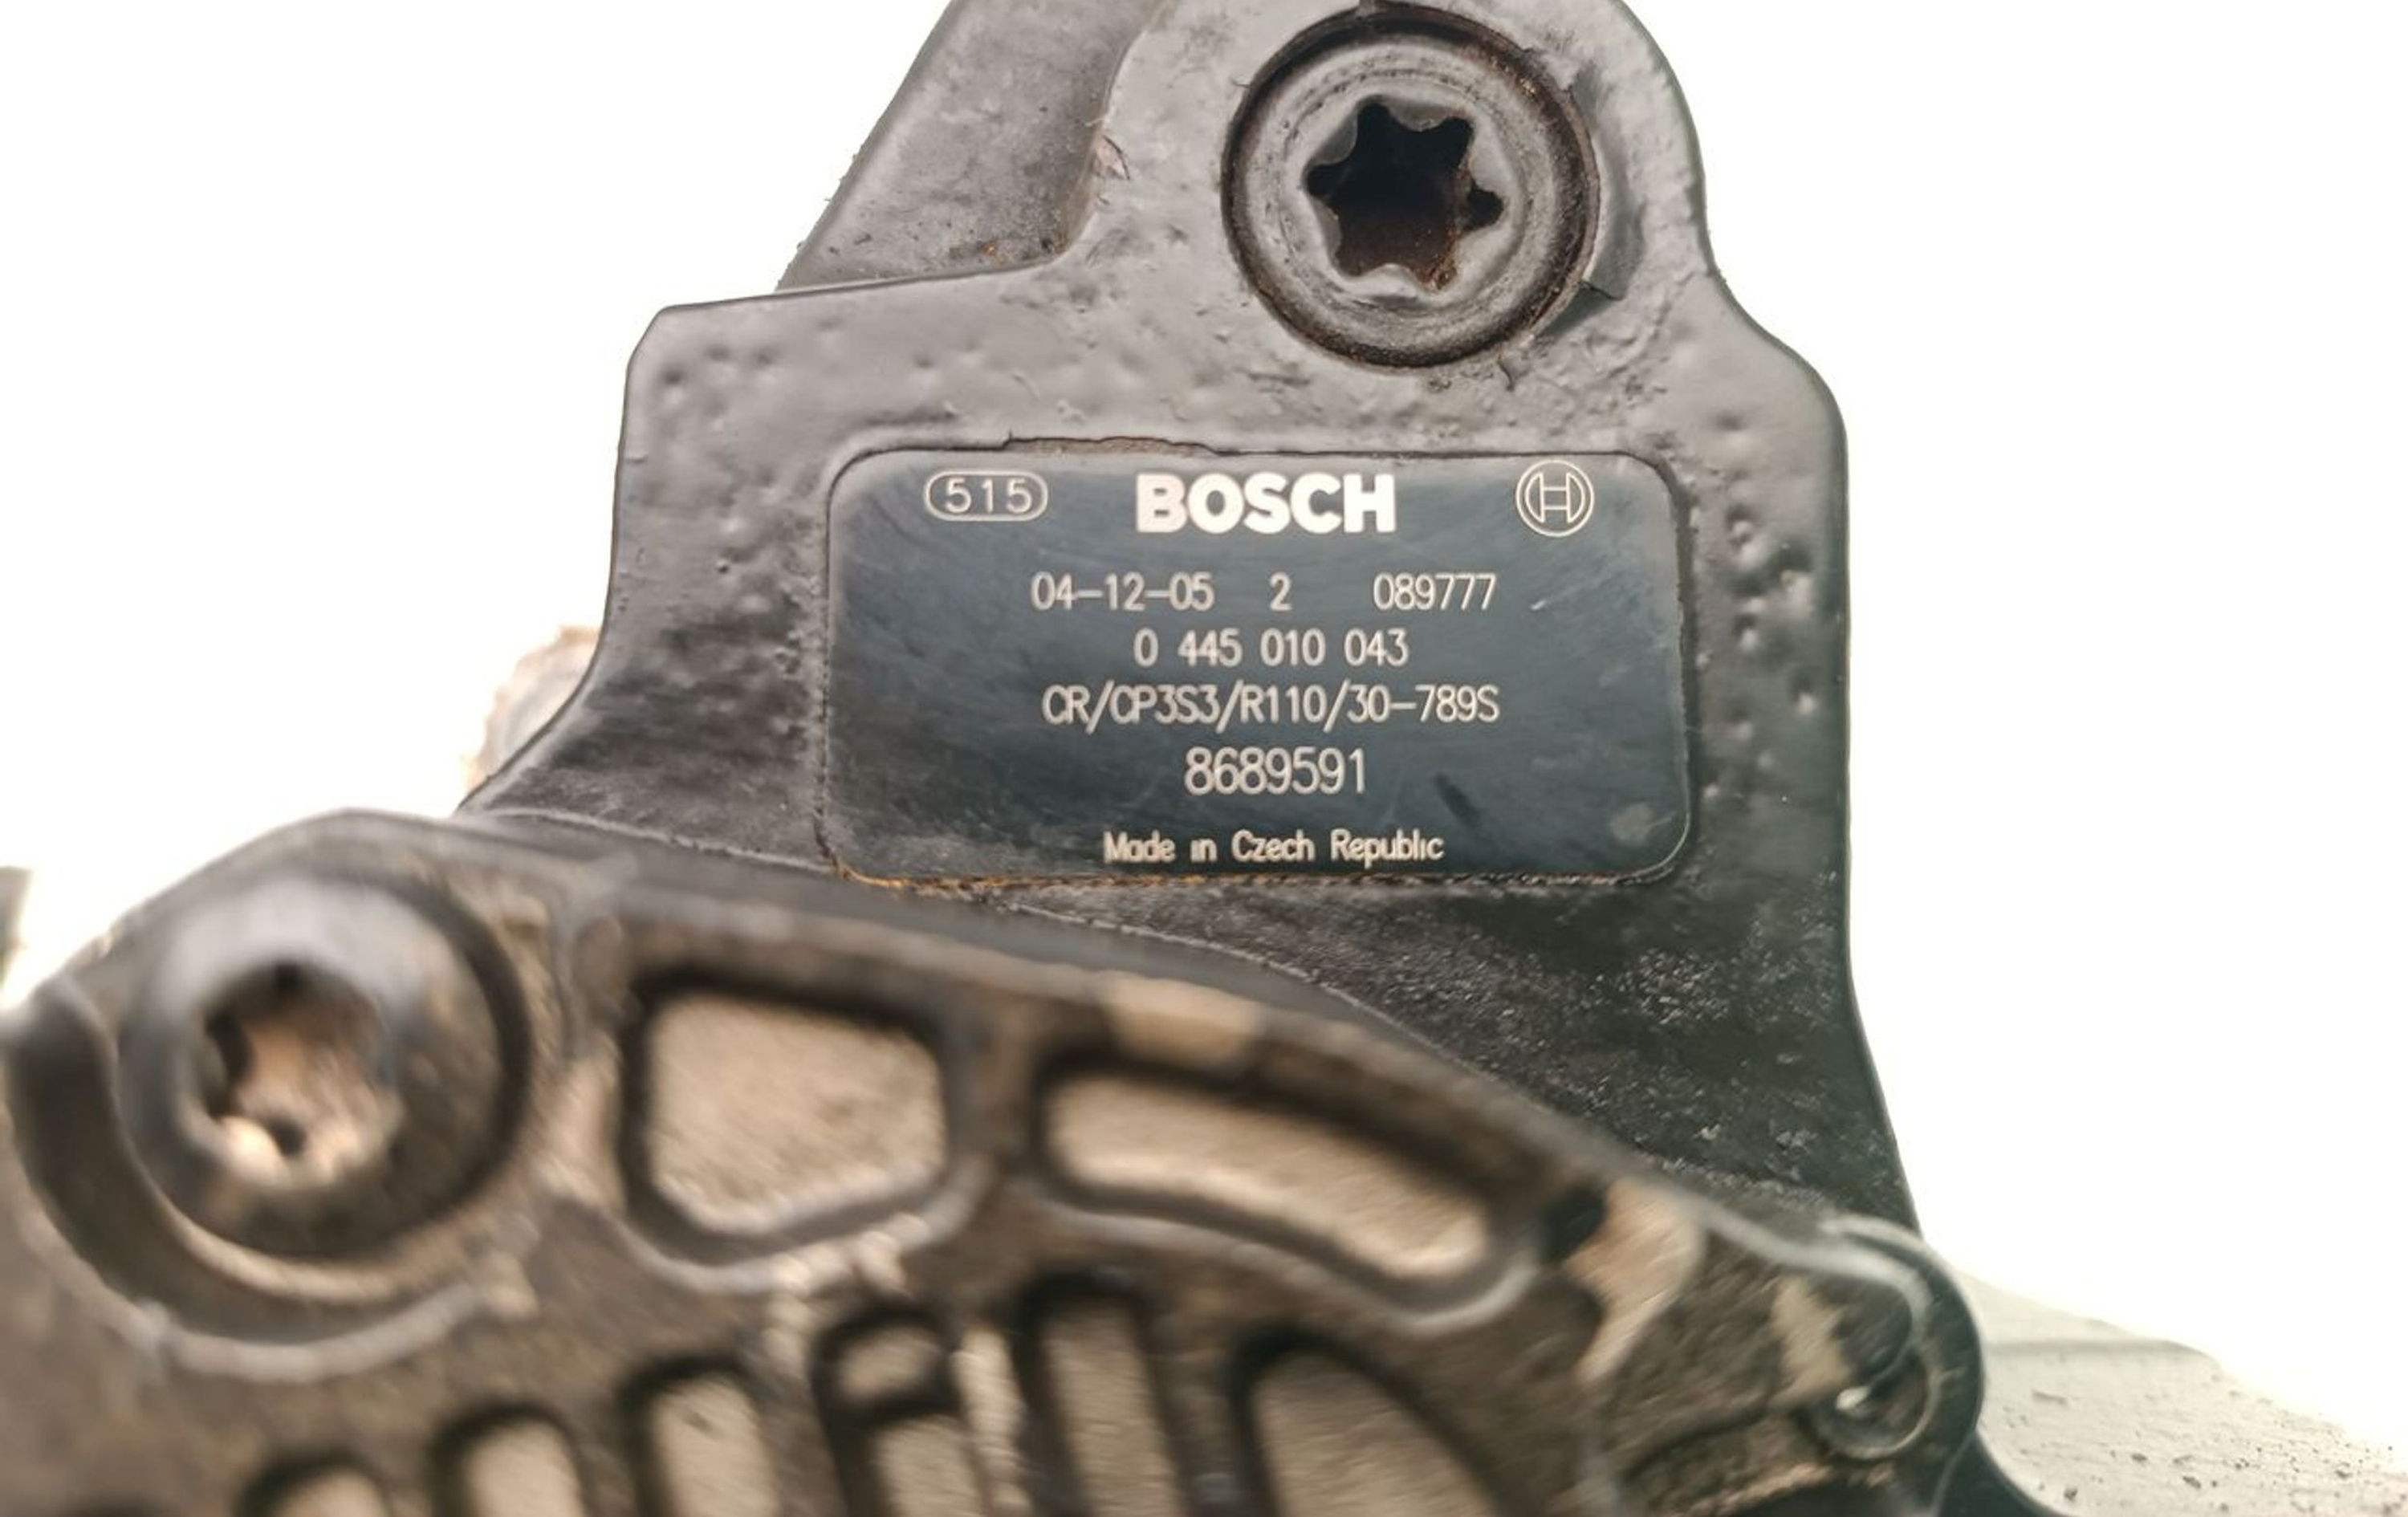 515 BOSCH
04-12-05 2 089777
0 445 010 043
CR/CP3S3/R110/30-789S
8689591
Made in Czech Republic